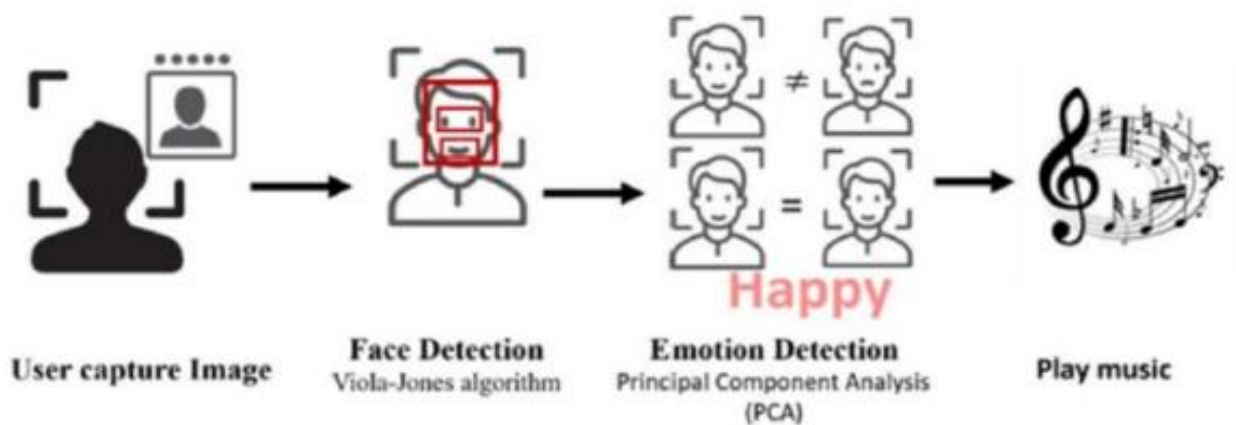 ≠
=
Happy
User capture Image
Face Detection
Viola-Jones algorithm
Emotion Detection
Principal Component Analysis
(PCA)
Play music